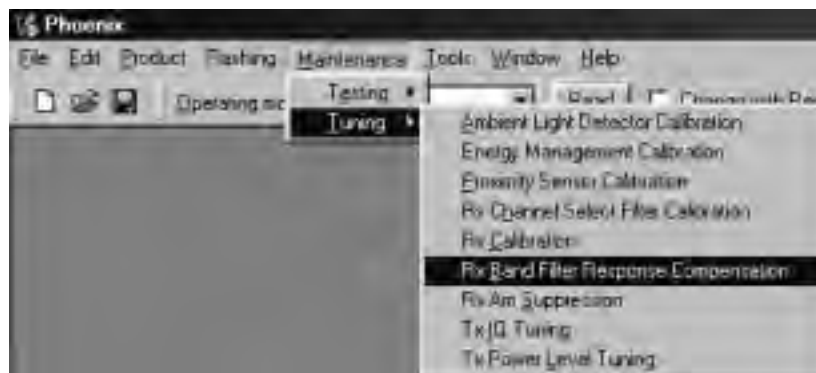 Phoenix
File Edit Product Flashing Maintenance Tools Window Help
Operating
Testing
Tuning
Ambient Light Detector Calibration
Energy Management Calibration
Proximity Sensor Calibration
Rx Channel Select Filter Calibration
Rx Calibration
Rx Band Filter Response Compensation
Rx Am Suppression
Tx IQ Tuning
Tx Power Level Tuning